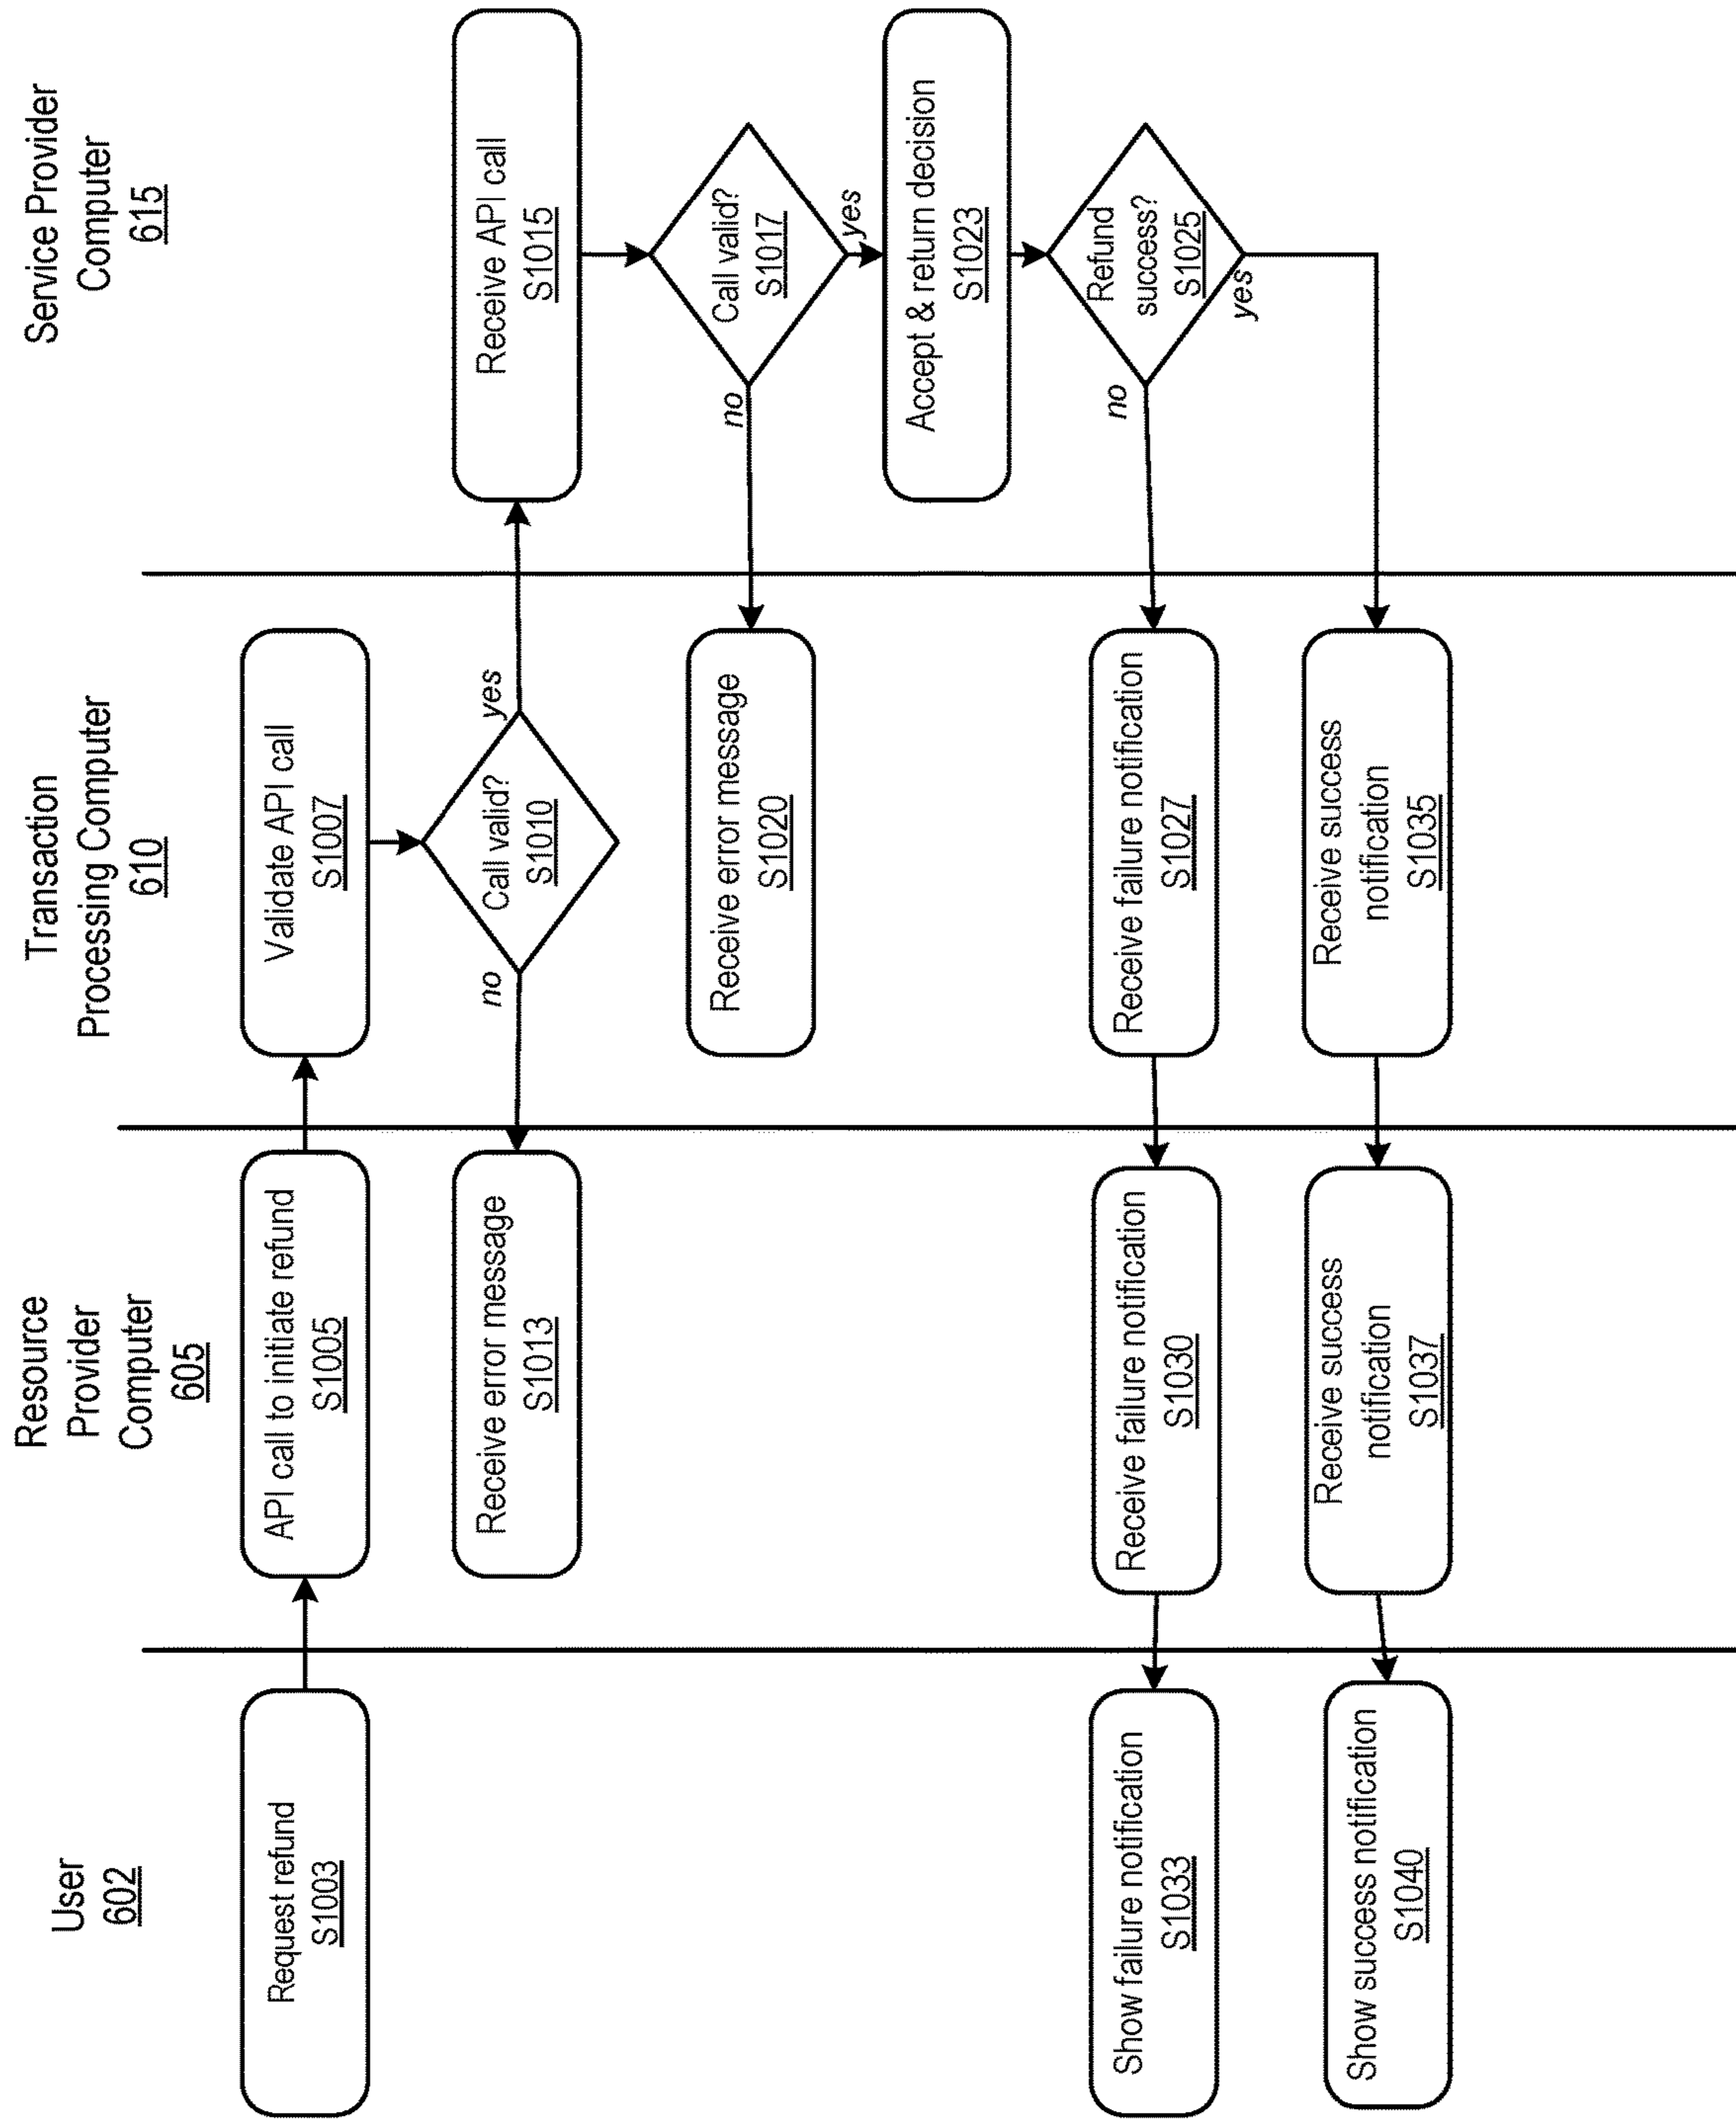 User
602
Resource
Provider
Computer
605
Transaction
Processing Computer
610
Service Provider
Computer
615
Request refund
S1003
API call to initiate refund
S1005
Validate API call
S1007
Call valid?
S1010
no
yes
Receive error message
S1013
Receive API call
S1015
Call valid?
S1017
no
yes
Receive error message
S1020
Accept & return decision
S1023
Refund
success?
S1025
no
yes
Receive failure notification
S1027
Receive failure notification
S1030
Show failure notification
S1033
Receive success
notification
S1035
Receive success
notification
S1037
Show success notification
S1040